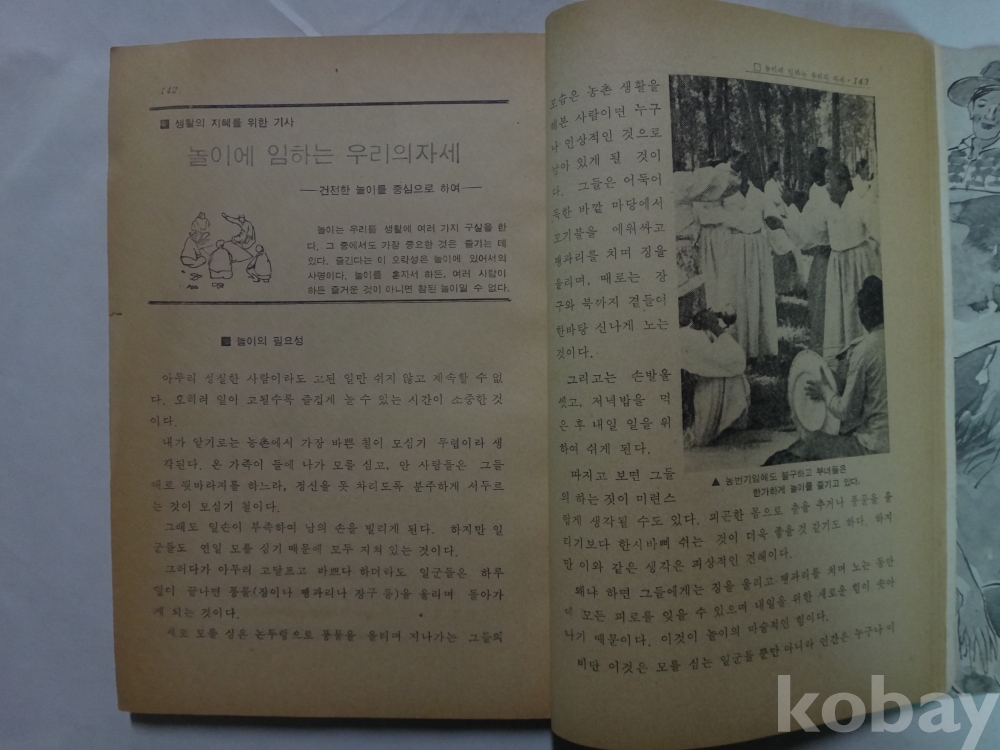 142
생활의 지혜를 위한 기사
놀이에 임하는 우리의자세
──건전한 놀이를 중심으로 하여──
놀이는 우리들 생활에 여러 가지 구실을 한
다. 그 중에서도 가장 중요한 것은 즐기는 데
있다. 즐긴다는 이 오락성은 놀이에 있어서의
사명이다. 놀이를 혼자서 하든, 여러 사람이
하든 즐거운 것이 아니면 참된 놀이일 수 없다.
놀이의 필요성
아무리 성실한 사람이라도 고된 일만 쉬지 않고 계속할 수 없
다. 오히려 일이 고될수록 즐겁게 놀 수 있는 시간이 소중한 것
이다.
내가 알기로는 농촌에서 가장 바쁜 철이 모심기 무렵이라 생
각된다. 온 가족이 들에 나가 모를 심고, 안 사람들은 그들
대로 뒷바라지를 하느라, 정신을 못 차리도록 분주하게 서두르
는 것이 모심기 철이다.
그래도 일손이 부족하여 남의 손을 빌리게 된다. 하지만 일
군들도 연일 모를 심기 때문에 모두 지쳐 있는 것이다.
그러다가 아무리 고달프고 바쁘다 하더라도 일군들은 하루
일이 끝나면 풍물(장이나 꽹과리나 장구 등)을 울리며 돌아가
게 되는 것이다.
새로 모를 심은 논두렁으로 풍물을 울리며 지나가는 그들의
놀이에 임하는 우리의 자세·143
모습은 농촌 생활을
해본 사람이면 누구
나 인상적인 것으로
남아 있게 될 것이
다. 그들은 어둑어
둑한 바깥 마당에서
모기불을 에워싸고
꽹과리를 치며 징을
울리며, 때로는 장
구와 북까지 곁들여
한바탕 신나게 노는
것이다.
그리고는 손발을
씻고, 저녁밥을 먹
은 후 내일 일을 위
하여 쉬게 된다.
따지고 보면 그들
의 하는 짓이 미련스
럽게 생각될 수도 있다. 피곤한 몸으로 춤을 추거나 풍물을 울
리기보다 한시바삐 쉬는 것이 더욱 좋을 것 같기도 하다. 하지
만 이와 같은 생각은 피상적인 견해이다.
왜냐 하면 그들에게는 징을 울리고 꽹과리를 치며 노는 동안
에 모든 피로를 잊을 수 있으며 내일을 위한 새로운 힘이 솟아
나기 때문이다. 이것이 놀이의 마술적인 힘이다.
비단 이것은 모를 심는 일군들 뿐만 아니라 인간은 누구나 이
▲ 농번기임에도 불구하고 부녀들은
한가하게 놀이를 즐기고 있다.
kobay